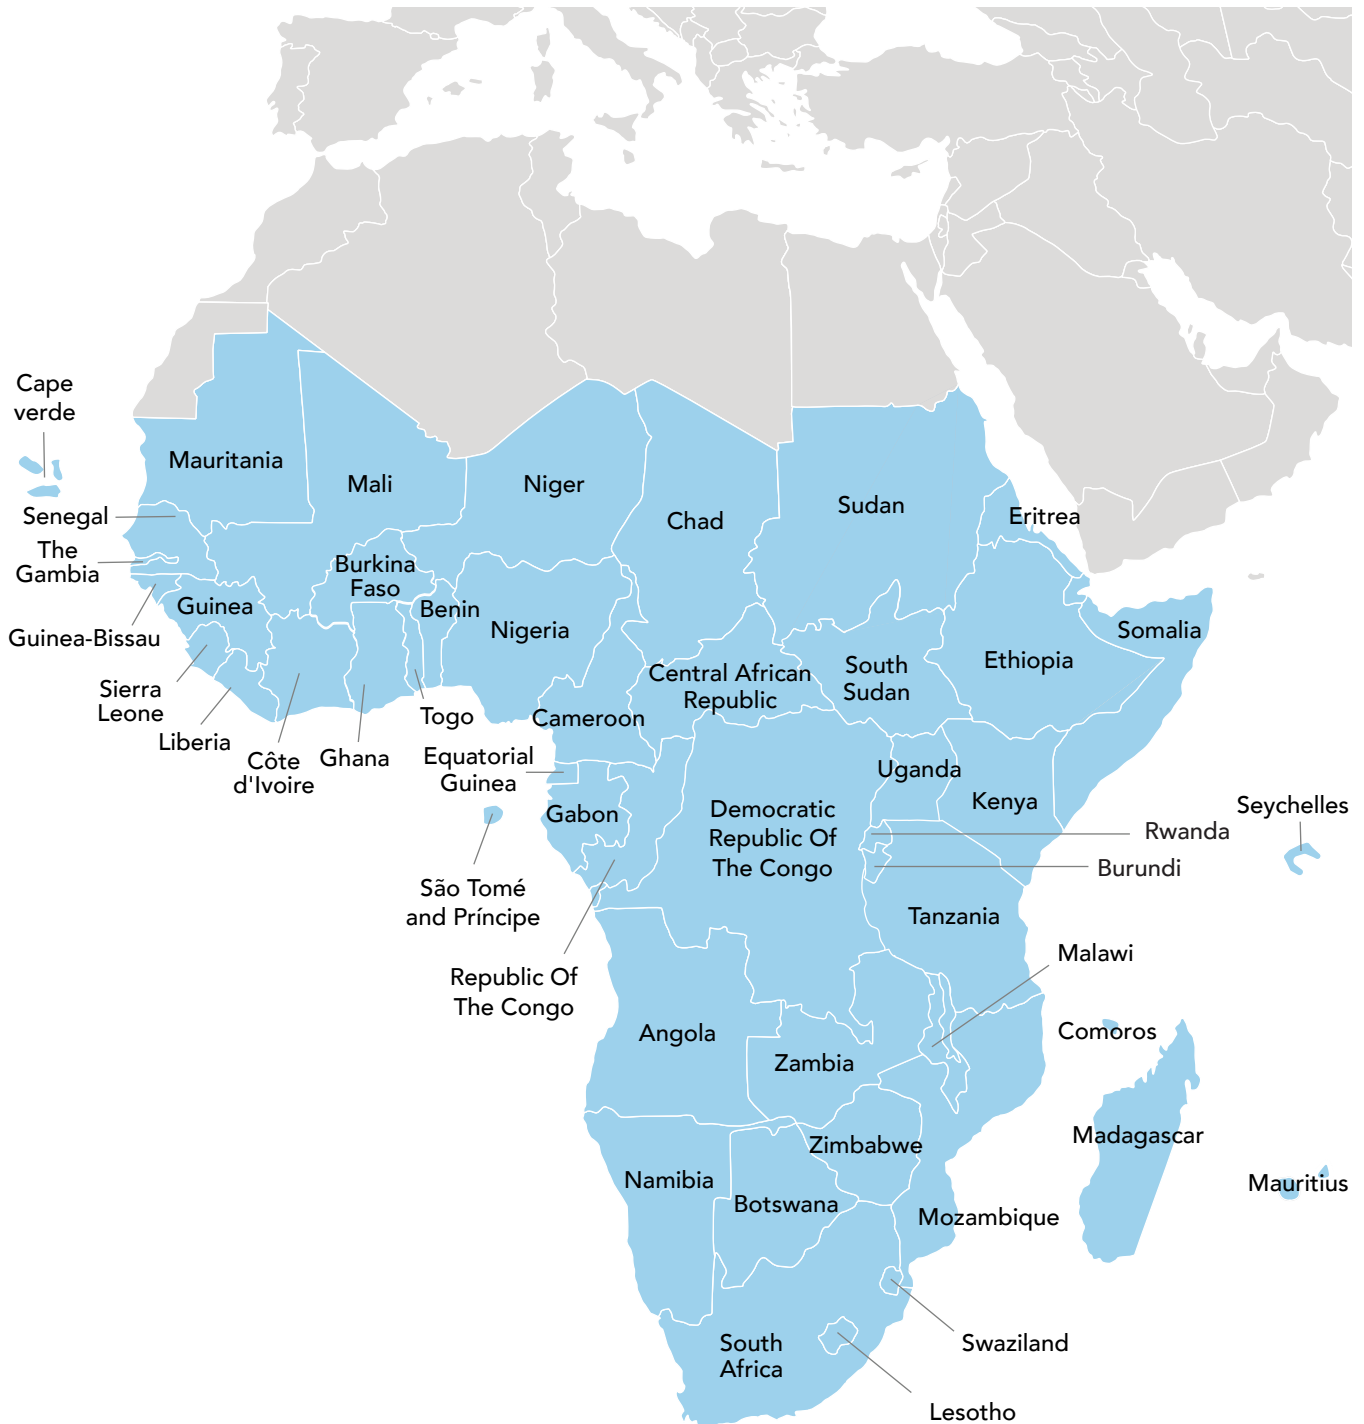 Cape
verde
Mauritania
Mali
Niger
Chad
Sudan
Eritrea
Senegal
The
Gambia
Burkina
Faso
Benin
Guinea
Nigeria
Somalia
Guinea-Bissau
Ethiopia
Central African
Republic
South
Sudan
Sierra
Leone
Liberia
Togo
Cameroon
Côte
d'Ivoire
Ghana
Equatorial
Guinea
Uganda
Kenya
Gabon
Democratic
Republic Of
The Congo
Seychelles
Rwanda
Burundi
São Tomé
and Príncipe
Tanzania
Malawi
Republic Of
The Congo
Angola
Comoros
Zambia
Madagascar
Zimbabwe
Namibia
Mauritius
Botswana
Mozambique
South
Africa
Swaziland
Lesotho